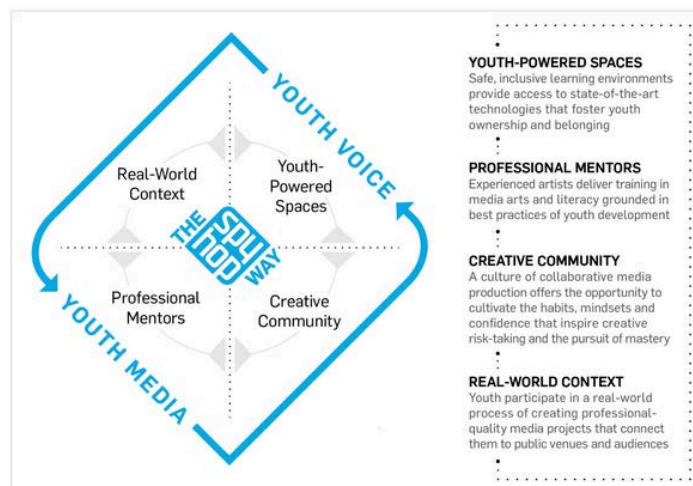 YOUTH VOICE
Real-World
Context
Youth-
Powered
Spaces
THE
spy
hop
WAY
Professional
Mentors
Creative
Community
YOUTH MEDIA
YOUTH-POWERED SPACES
Safe, inclusive learning environments
provide access to state-of-the-art
technologies that foster youth
ownership and belonging
PROFESSIONAL MENTORS
Experienced artists deliver training in
media arts and literacy grounded in
best practices of youth development
CREATIVE COMMUNITY
A culture of collaborative media
production offers the opportunity to
cultivate the habits, mindsets and
confidence that inspire creative
risk-taking and the pursuit of mastery
REAL-WORLD CONTEXT
Youth participate in a real-world
process of creating professional-
quality media projects that connect
them to public venues and audiences